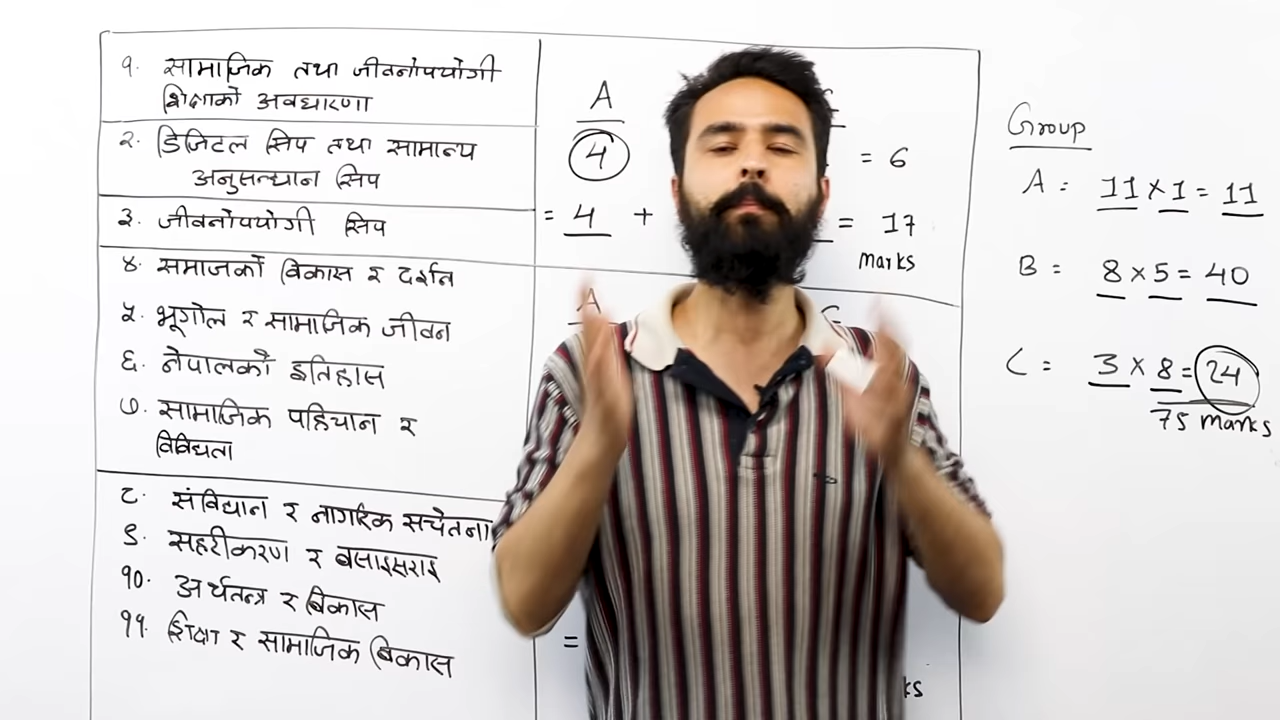 १. सामाजिक तथा जीवनोपयोगी
शिक्षाको अवधारणा
२. डिजिटल सिप तथा सामान्य
अनुसन्धान सिप
३. जीवनोपयोगी सिप
४. समाजको विकास र दर्शन
५. भूगोल र सामाजिक जीवन
६. नेपालको इतिहास
७. सामाजिक पहिचान र
विविधता
८. संविधान र नागरिक सचेतना
९. सहरीकरण र बसाइसराइ
१०. अर्थतन्त्र र विकास
११. शिक्षा र सामाजिक विकास
A
4 = 6
= 4 + = 17
marks
A C
=
Group
A = 11 × 1 = 11
B = 8 × 5 = 40
C = 3 × 8 = 24
75 marks